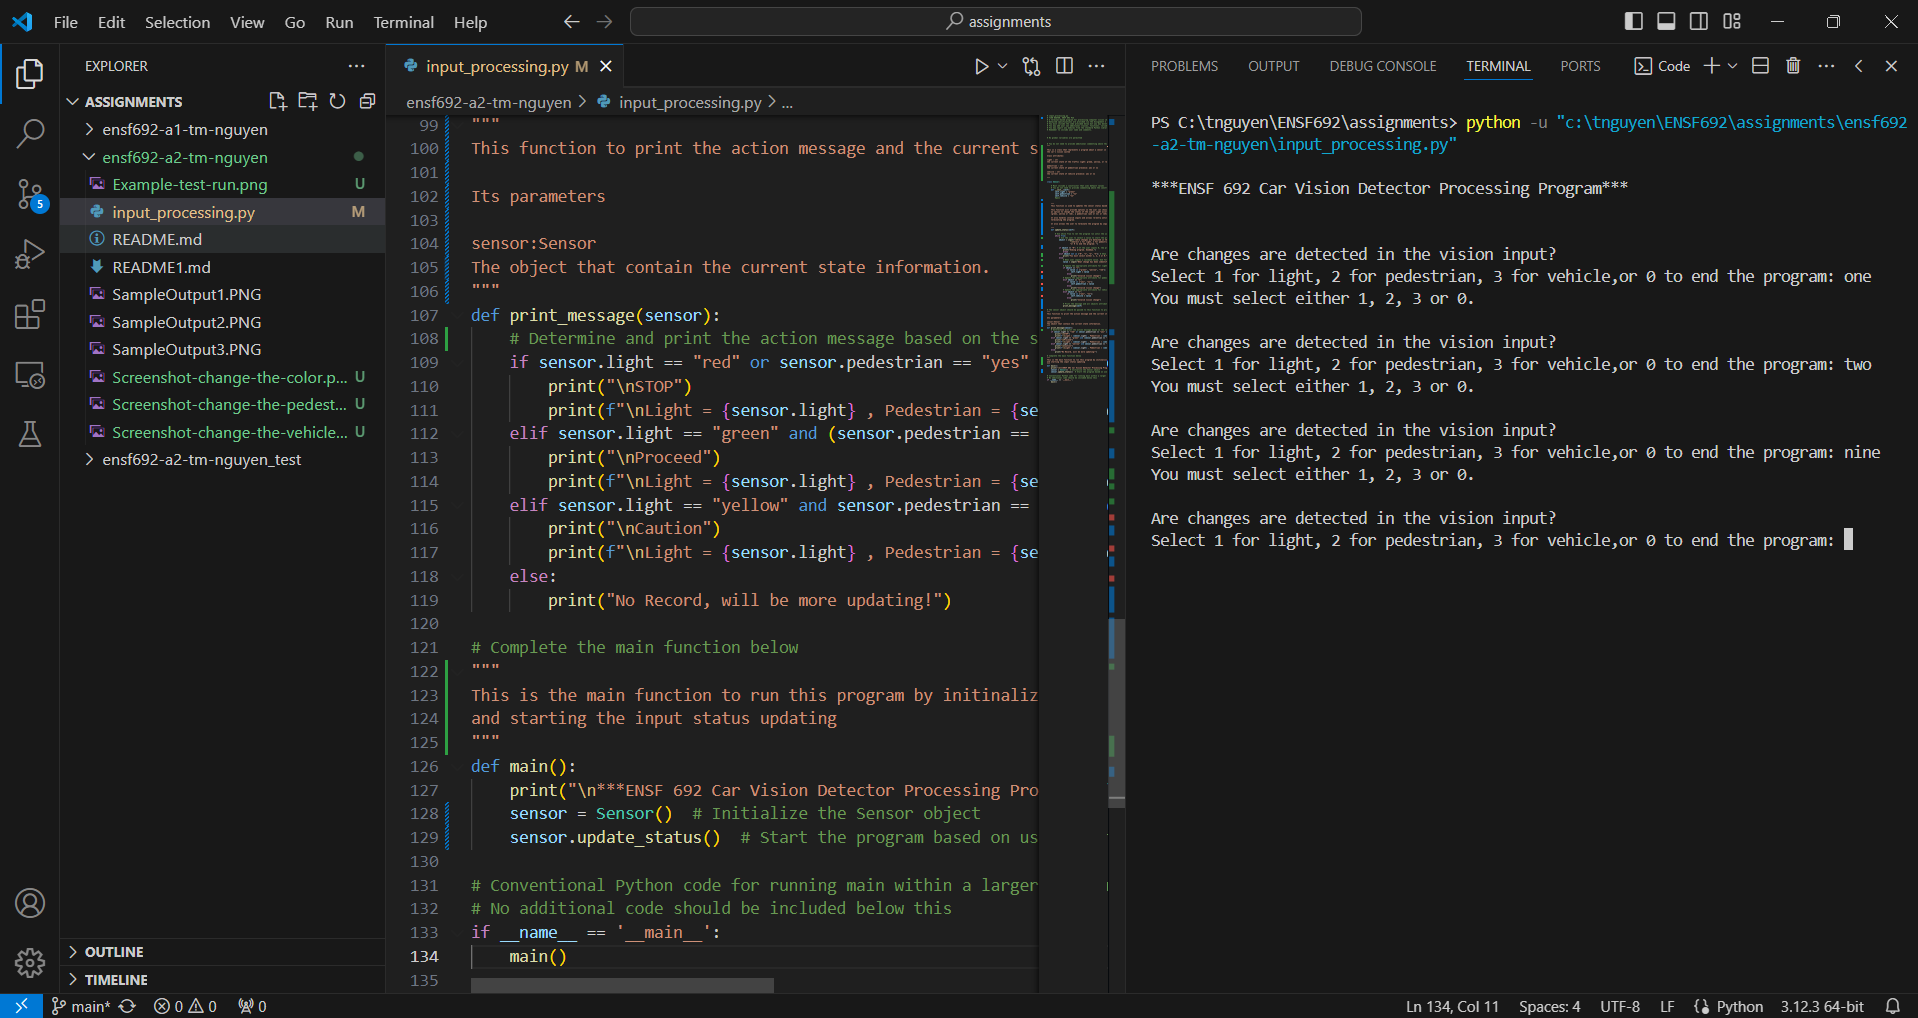 File Edit Selection View Go Run Terminal Help
assignments
EXPLORER
ASSIGNMENTS
ensf692-a1-tm-nguyen
ensf692-a2-tm-nguyen
Example-test-run.png U
input_processing.py M
README.md
README1.md
SampleOutput1.PNG
SampleOutput2.PNG
SampleOutput3.PNG
Screenshot-change-the-color.p... U
Screenshot-change-the-pedest... U
Screenshot-change-the-vehicle... U
ensf692-a2-tm-nguyen_test
OUTLINE
TIMELINE
5
input_processing.py M
ensf692-a2-tm-nguyen > input_processing.py > ...
99 """
100 This function to print the action message and the current s
101
102 Its parameters
103
104 sensor:Sensor
105 The object that contain the current state information.
106 """
107 def print_message(sensor):
108 # Determine and print the action message based on the s
109 if sensor.light == "red" or sensor.pedestrian == "yes"
110 print("\nSTOP")
111 print(f"\nLight = {sensor.light} , Pedestrian = {se
112 elif sensor.light == "green" and (sensor.pedestrian ==
113 print("\nProceed")
114 print(f"\nLight = {sensor.light} , Pedestrian = {se
115 elif sensor.light == "yellow" and sensor.pedestrian ==
116 print("\nCaution")
117 print(f"\nLight = {sensor.light} , Pedestrian = {se
118 else:
119 print("No Record, will be more updating!")
120
121 # Complete the main function below
122 """
123 This is the main function to run this program by initinaliz
124 and starting the input status updating
125 """
126 def main():
127 print("\n***ENSF 692 Car Vision Detector Processing Pro
128 sensor = Sensor() # Initialize the Sensor object
129 sensor.update_status() # Start the program based on us
130
131 # Conventional Python code for running main within a larger
132 # No additional code should be included below this
133 if __name__ == '__main__':
134 main()
135
PROBLEMS OUTPUT DEBUG CONSOLE TERMINAL PORTS Code
PS C:\tnguyen\ENSF692\assignments> python -u "c:\tnguyen\ENSF692\assignments\ensf692
-a2-tm-nguyen\input_processing.py"
***ENSF 692 Car Vision Detector Processing Program***
Are changes are detected in the vision input?
Select 1 for light, 2 for pedestrian, 3 for vehicle,or 0 to end the program: one
You must select either 1, 2, 3 or 0.
Are changes are detected in the vision input?
Select 1 for light, 2 for pedestrian, 3 for vehicle,or 0 to end the program: two
You must select either 1, 2, 3 or 0.
Are changes are detected in the vision input?
Select 1 for light, 2 for pedestrian, 3 for vehicle,or 0 to end the program: nine
You must select either 1, 2, 3 or 0.
Are changes are detected in the vision input?
Select 1 for light, 2 for pedestrian, 3 for vehicle,or 0 to end the program:
main* 0 0 0 Ln 134, Col 11 Spaces: 4 UTF-8 LF Python 3.12.3 64-bit